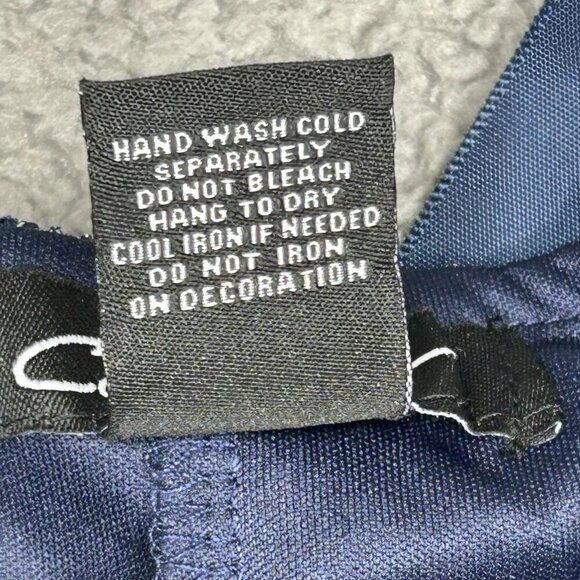 HAND WASH COLD
SEPARATELY
DO NOT BLEACH
HANG TO DRY
COOL IRON IF NEEDED
DO NOT IRON
ON DECORATION